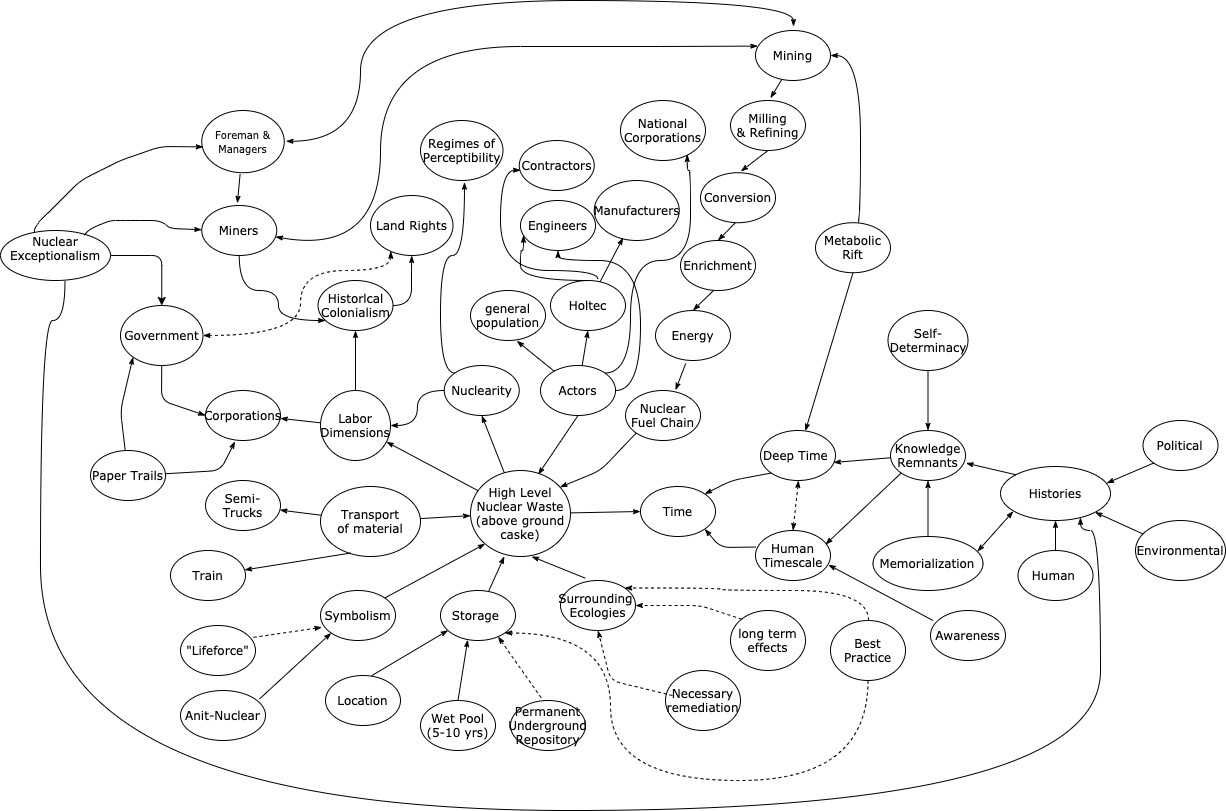 Mining
National
Corporations
Milling
& Refining
Foreman &
Managers
Regimes of
Perceptibility
Contractors
Conversion
Manufacturers
Land Rights
Engineers
Miners
Nuclear
Exceptionalism
Metabolic
Rift
Enrichment
Historical
Colonialism
general
population
Holtec
Government
Energy
Self-
Determinacy
Nuclearity
Actors
Corporations
Labor
Dimensions
Nuclear
Fuel Chain
Political
Deep Time
Knowledge
Remnants
Paper Trails
Histories
Semi-
Trucks
Transport
of material
High Level
Nuclear Waste
(above ground
caske)
Time
Human
Timescale
Memorialization
Environmental
Train
Human
Symbolism
Storage
Surrounding
Ecologies
"Lifeforce"
long term
effects
Best
Practice
Awareness
Anit-Nuclear
Location
Wet Pool
(5-10 yrs)
Permanent
Underground
Repository
Necessary
remediation